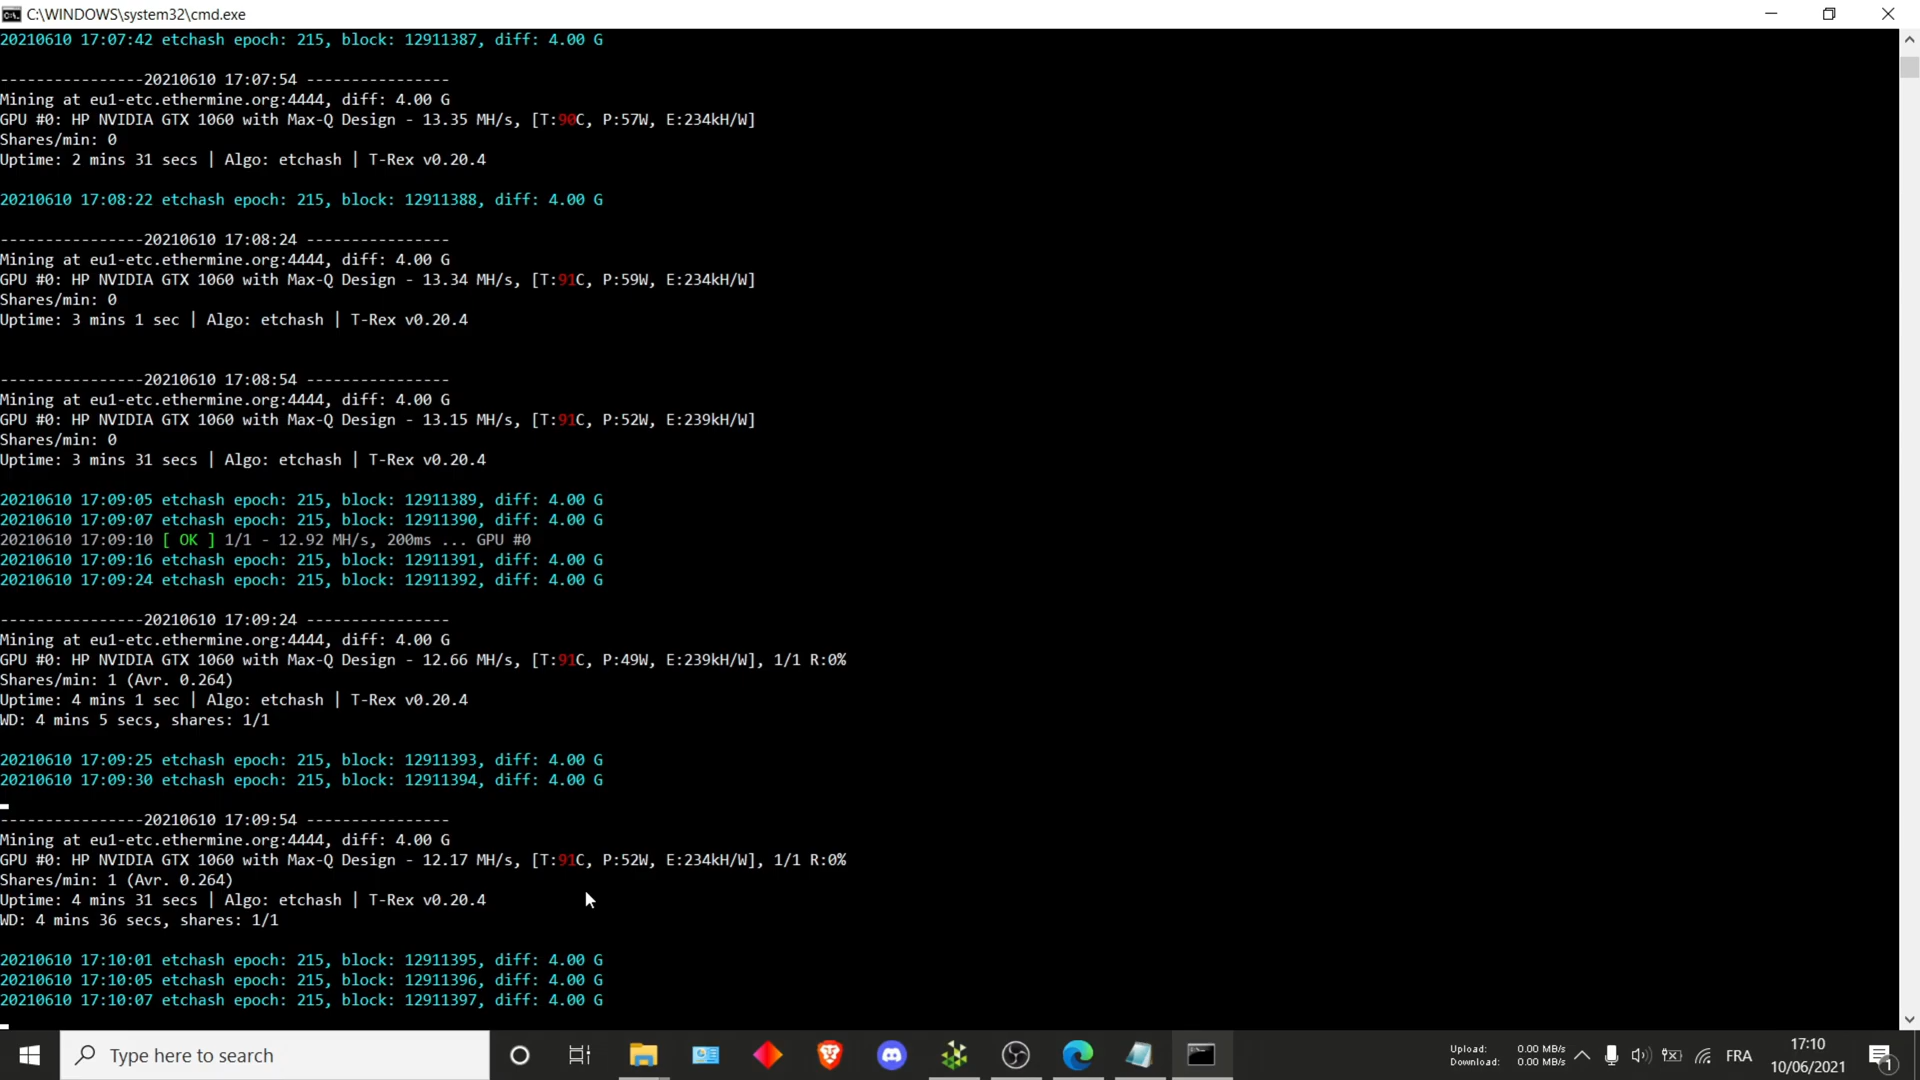 C:\WINDOWS\system32\cmd.exe
20210610 17:07:42 etchash epoch: 215, block: 12911387, diff: 4.00 G
----------------20210610 17:07:54 ----------------
Mining at eu1-etc.ethermine.org:4444, diff: 4.00 G
GPU #0: HP NVIDIA GTX 1060 with Max-Q Design - 13.35 MH/s, [T:90C, P:57W, E:234kH/W]
Shares/min: 0
Uptime: 2 mins 31 secs | Algo: etchash | T-Rex v0.20.4
20210610 17:08:22 etchash epoch: 215, block: 12911388, diff: 4.00 G
----------------20210610 17:08:24 ----------------
Mining at eu1-etc.ethermine.org:4444, diff: 4.00 G
GPU #0: HP NVIDIA GTX 1060 with Max-Q Design - 13.34 MH/s, [T:91C, P:59W, E:234kH/W]
Shares/min: 0
Uptime: 3 mins 1 sec | Algo: etchash | T-Rex v0.20.4
----------------20210610 17:08:54 ----------------
Mining at eu1-etc.ethermine.org:4444, diff: 4.00 G
GPU #0: HP NVIDIA GTX 1060 with Max-Q Design - 13.15 MH/s, [T:91C, P:52W, E:239kH/W]
Shares/min: 0
Uptime: 3 mins 31 secs | Algo: etchash | T-Rex v0.20.4
20210610 17:09:05 etchash epoch: 215, block: 12911389, diff: 4.00 G
20210610 17:09:07 etchash epoch: 215, block: 12911390, diff: 4.00 G
20210610 17:09:10 [ OK ] 1/1 - 12.92 MH/s, 200ms ... GPU #0
20210610 17:09:16 etchash epoch: 215, block: 12911391, diff: 4.00 G
20210610 17:09:24 etchash epoch: 215, block: 12911392, diff: 4.00 G
----------------20210610 17:09:24 ----------------
Mining at eu1-etc.ethermine.org:4444, diff: 4.00 G
GPU #0: HP NVIDIA GTX 1060 with Max-Q Design - 12.66 MH/s, [T:91C, P:49W, E:239kH/W], 1/1 R:0%
Shares/min: 1 (Avr. 0.264)
Uptime: 4 mins 1 sec | Algo: etchash | T-Rex v0.20.4
WD: 4 mins 5 secs, shares: 1/1
20210610 17:09:25 etchash epoch: 215, block: 12911393, diff: 4.00 G
20210610 17:09:30 etchash epoch: 215, block: 12911394, diff: 4.00 G
----------------20210610 17:09:54 ----------------
Mining at eu1-etc.ethermine.org:4444, diff: 4.00 G
GPU #0: HP NVIDIA GTX 1060 with Max-Q Design - 12.17 MH/s, [T:91C, P:52W, E:234kH/W], 1/1 R:0%
Shares/min: 1 (Avr. 0.264)
Uptime: 4 mins 31 secs | Algo: etchash | T-Rex v0.20.4
WD: 4 mins 36 secs, shares: 1/1
20210610 17:10:01 etchash epoch: 215, block: 12911395, diff: 4.00 G
20210610 17:10:05 etchash epoch: 215, block: 12911396, diff: 4.00 G
20210610 17:10:07 etchash epoch: 215, block: 12911397, diff: 4.00 G
Type here to search
Upload: 0.00 MB/s
Download: 0.00 MB/s
FRA
17:10
10/06/2021
1